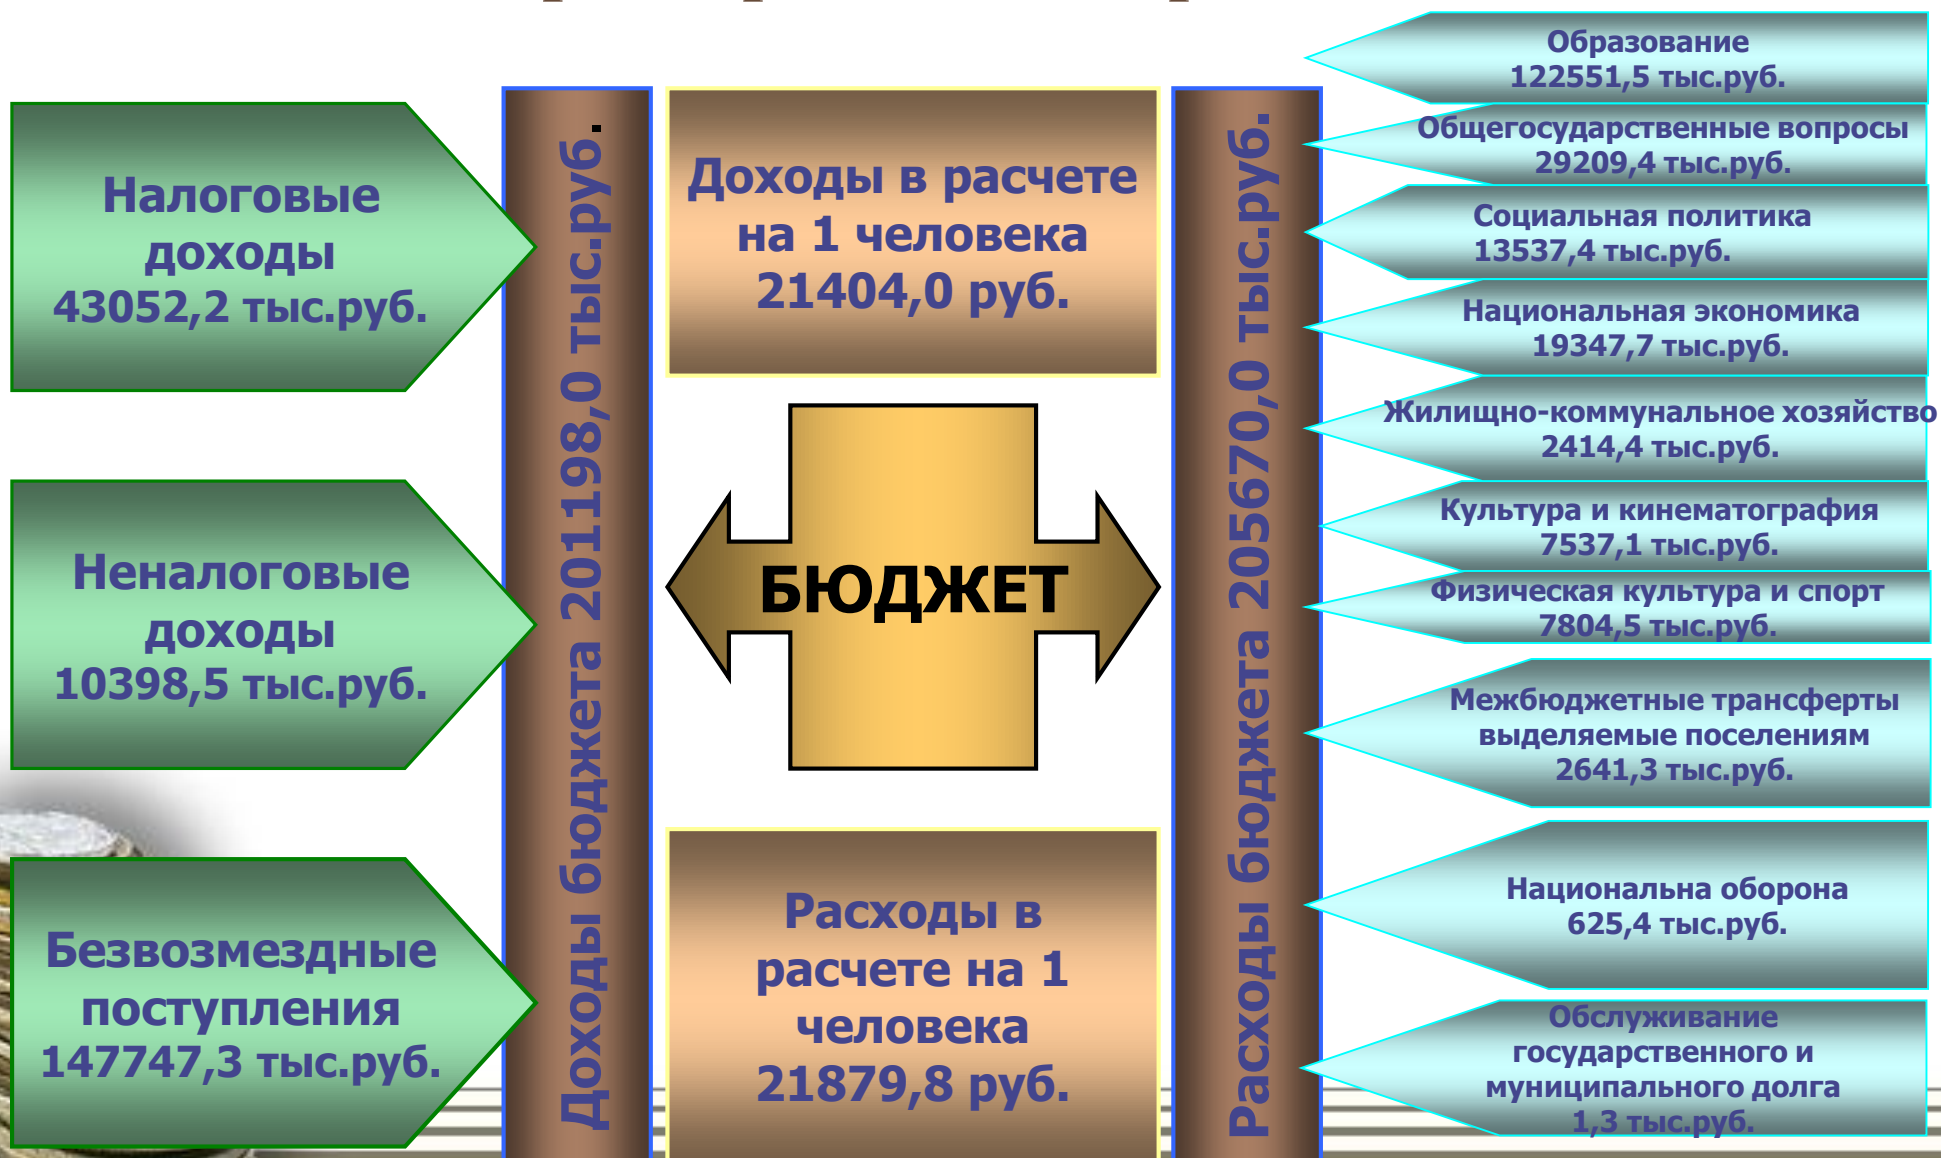 Налоговые
доходы
43052,2 тыс.руб.
Неналоговые
доходы
10398,5 тыс.руб.
Безвозмездные
поступления
147747,3 тыс.руб.
Доходы бюджета 201198,0 тыс.руб.
Доходы в расчете
на 1 человека
21404,0 руб.
БЮДЖЕТ
Расходы в
расчете на 1
человека
21879,8 руб.
Расходы бюджета 205670,0 тыс.руб.
Образование
122551,5 тыс.руб.
Общегосударственные вопросы
29209,4 тыс.руб.
Социальная политика
13537,4 тыс.руб.
Национальная экономика
19347,7 тыс.руб.
Жилищно-коммунальное хозяйство
2414,4 тыс.руб.
Культура и кинематография
7537,1 тыс.руб.
Физическая культура и спорт
7804,5 тыс.руб.
Межбюджетные трансферты
выделяемые поселениям
2641,3 тыс.руб.
Национальна оборона
625,4 тыс.руб.
Обслуживание
государственного и
муниципального долга
1,3 тыс.руб.